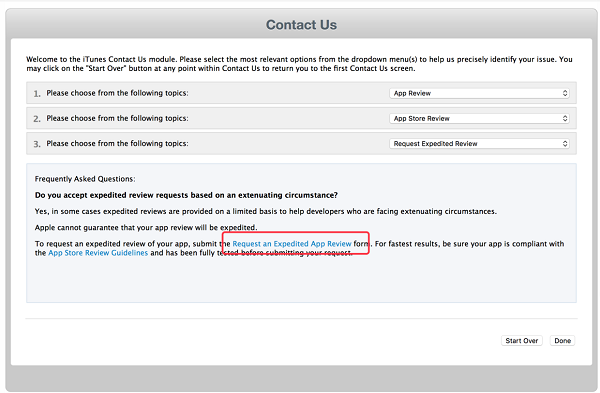 Contact Us
Welcome to the iTunes Contact Us module. Please select the most relevant options from the dropdown menu(s) to help us precisely identify your issue. You
may click on the "Start Over" button at any point within Contact Us to return you to the first Contact Us screen.
1. Please choose from the following topics: App Review
2. Please choose from the following topics: App Store Review
3. Please choose from the following topics: Request Expedited Review
Frequently Asked Questions:
Do you accept expedited review requests based on an extenuating circumstance?
Yes, in some cases expedited reviews are provided on a limited basis to help developers who are facing extenuating circumstances.
Apple cannot guarantee that your app review will be expedited.
To request an expedited review of your app, submit the Request an Expedited App Review form. For fastest results, be sure your app is compliant with
the App Store Review Guidelines and has been fully tested before submitting your request.
Start Over Done